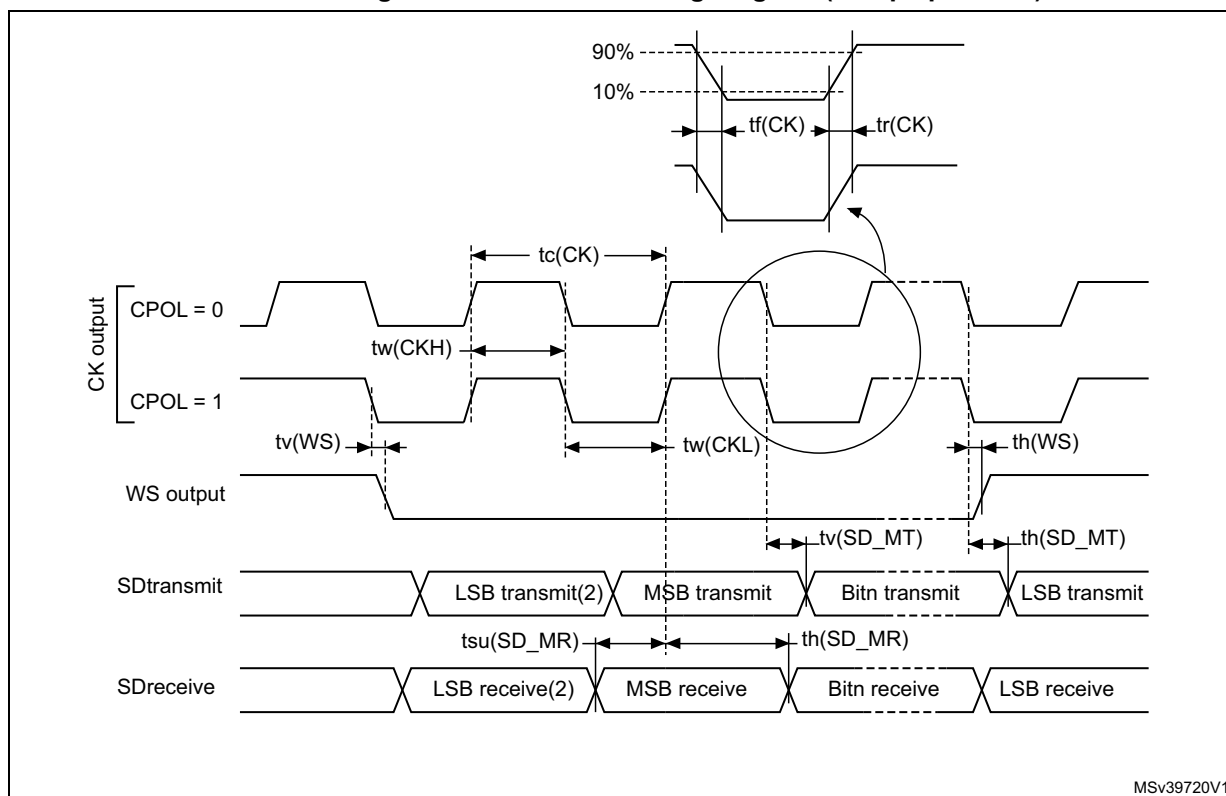 90%
10%
tf(CK)
tr(CK)
tc(CK)
CK output
CPOL = 0
tw(CKH)
CPOL = 1
tv(WS)
tw(CKL)
th(WS)
WS output
tv(SD_MT)
th(SD_MT)
SDtransmit
LSB transmit(2)
MSB transmit
Bitn transmit
LSB transmit
tsu(SD_MR)
th(SD_MR)
SDreceive
LSB receive(2)
MSB receive
Bitn receive
LSB receive
MSv39720V1